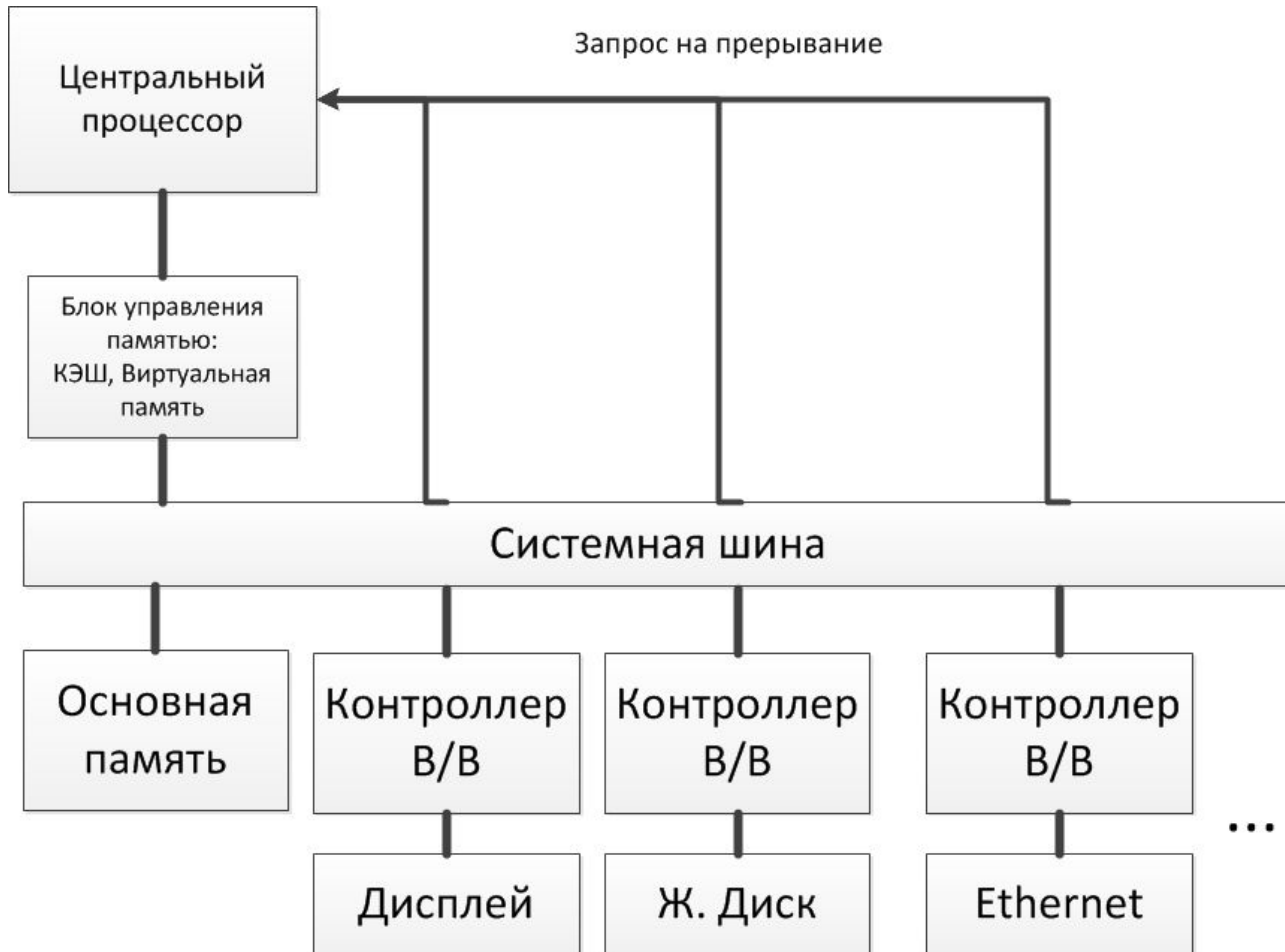 Запрос на прерывание
Центральный
процессор
Блок управления
памятью:
КЭШ, Виртуальная
память
Системная шина
Основная
память
Контроллер
В/В
Контроллер
В/В
Контроллер
В/В
...
Дисплей
Ж. Диск
Ethernet